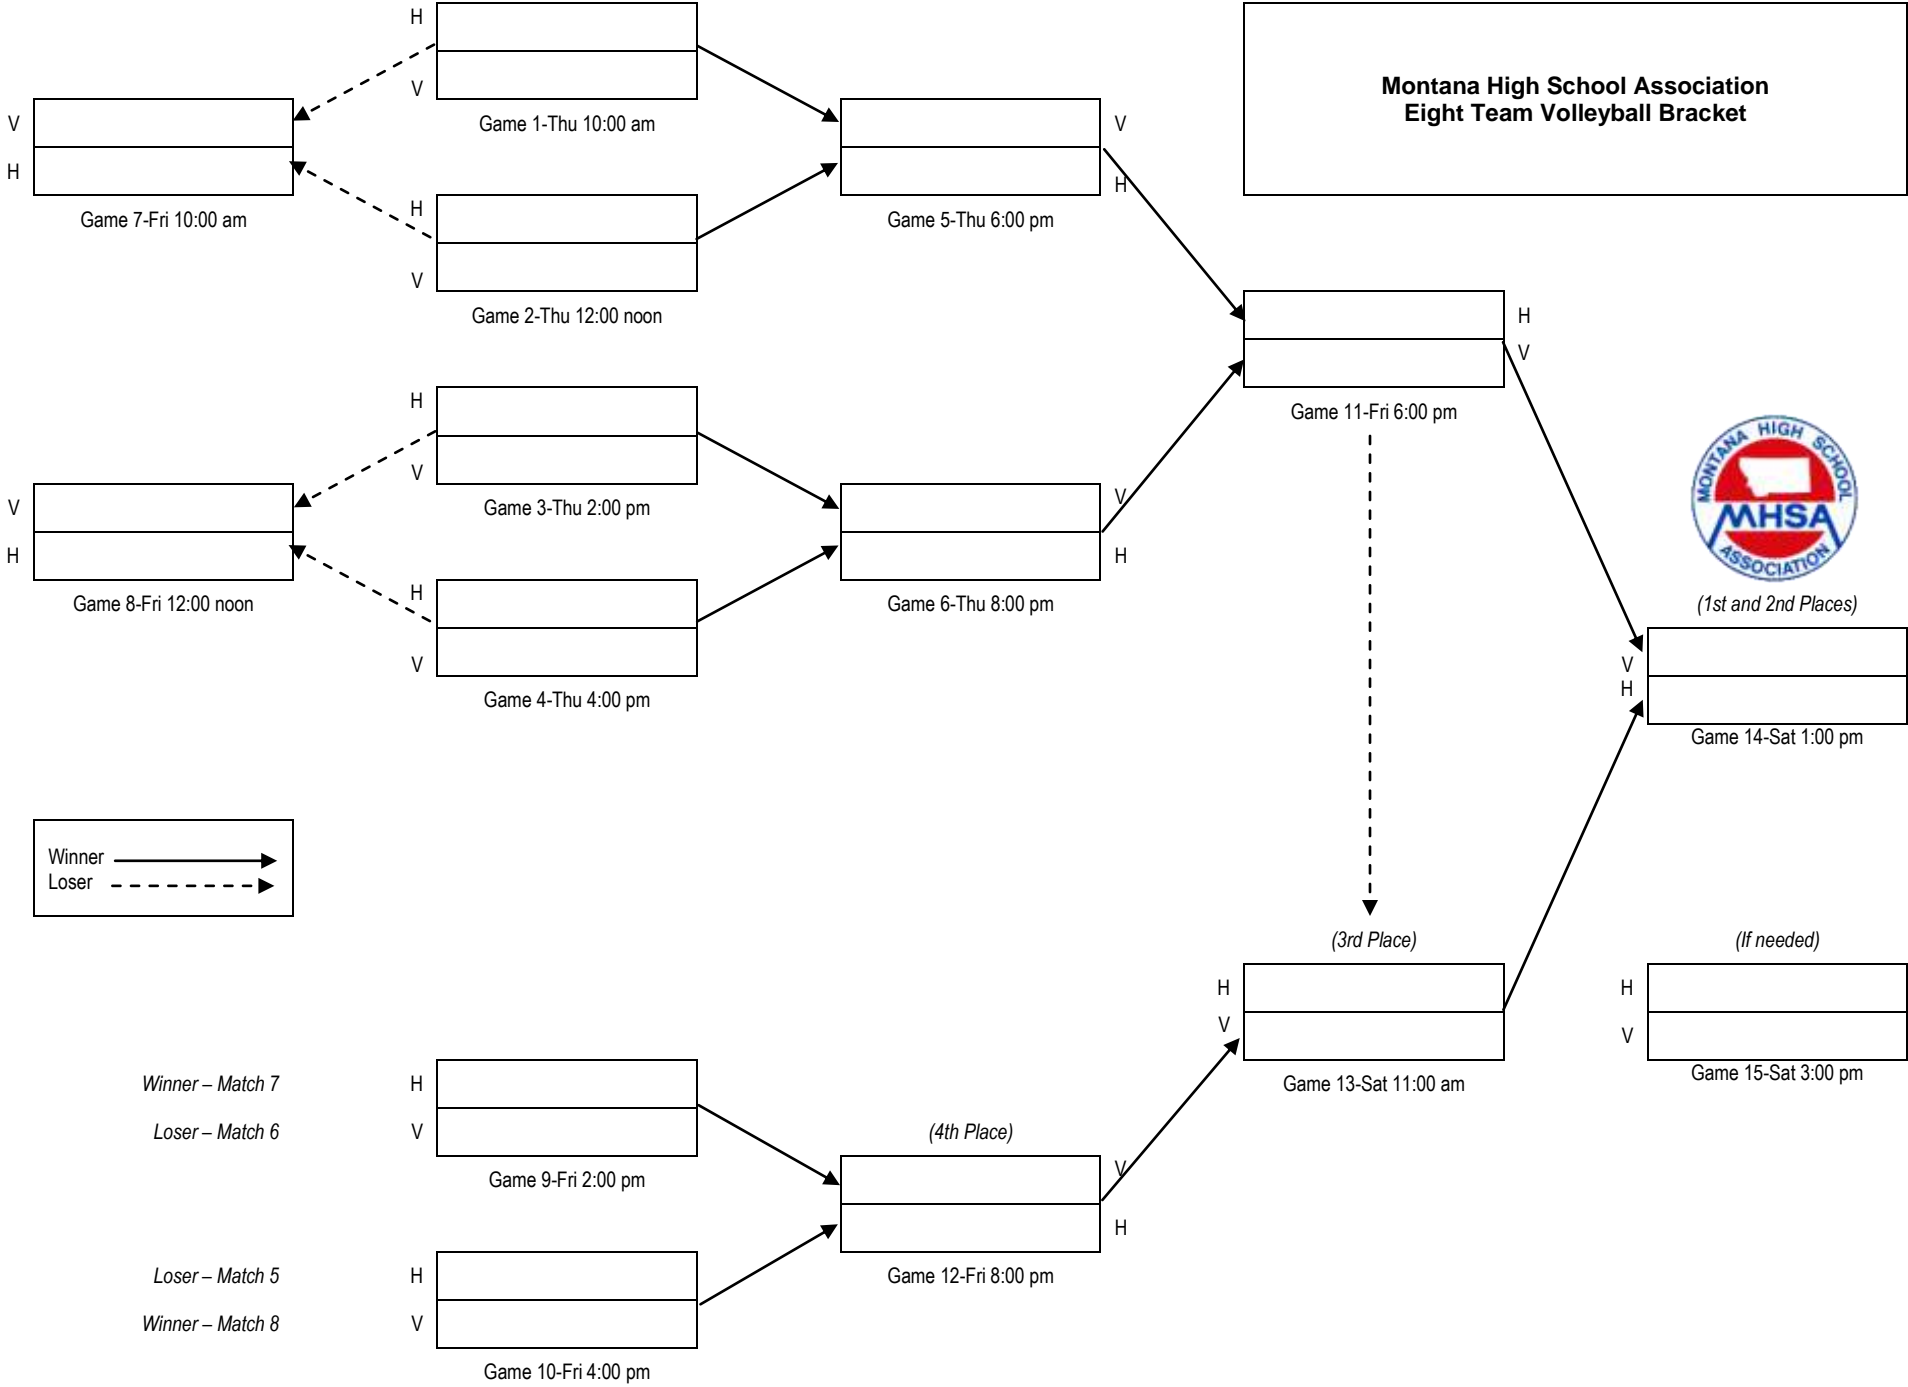 H
V
Game 1-Thu 10:00 am
Montana High School Association
Eight Team Volleyball Bracket
V
H
Game 7-Fri 10:00 am
V
H
Game 5-Thu 6:00 pm
H
V
Game 2-Thu 12:00 noon
H
V
Game 11-Fri 6:00 pm
H
V
Game 3-Thu 2:00 pm
V
H
Game 8-Fri 12:00 noon
V
H
Game 6-Thu 8:00 pm
H
V
Game 4-Thu 4:00 pm
MONTANA HIGH SCHOOL
MHSA
ASSOCIATION
(1st and 2nd Places)
V
H
Game 14-Sat 1:00 pm
Winner
Loser
(3rd Place)
H
V
Game 13-Sat 11:00 am
(If needed)
H
V
Game 15-Sat 3:00 pm
Winner – Match 7 H
Loser – Match 6 V
Game 9-Fri 2:00 pm
(4th Place)
V
H
Game 12-Fri 8:00 pm
Loser – Match 5 H
Winner – Match 8 V
Game 10-Fri 4:00 pm